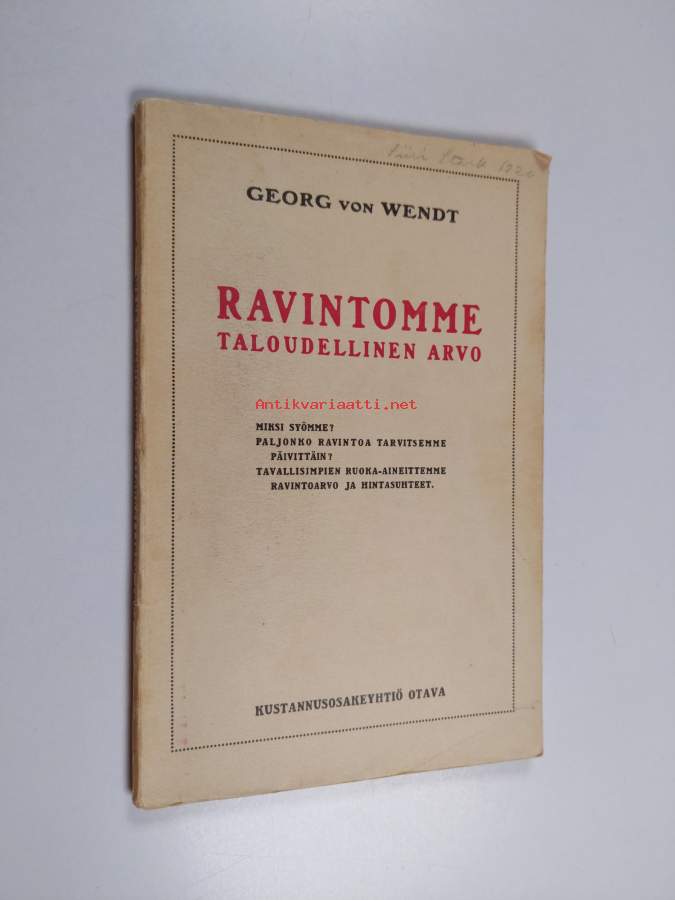 GEORG VON WENDT
RAVINTOMME
TALOUDELLINEN ARVO
Antikvariaatti.net
MIKSI SYÖMME?
PALJONKO RAVINTOA TARVITSEMME
PÄIVITTÄIN?
TAVALLISIMPIEN RUOKA-AINEITTEMME
RAVINTOARVO JA HINTASUHTEET.
KUSTANNUSOSAKEYHTIÖ OTAVA